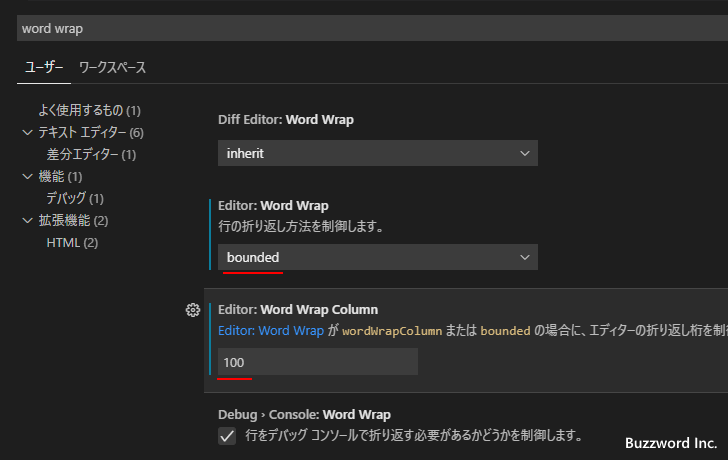 word wrap
ユーザー ワークスペース
よく使用するもの (1)
テキスト エディター (6)
差分エディター (1)
機能 (1)
デバッグ (1)
拡張機能 (2)
HTML (2)
Diff Editor: Word Wrap
inherit
Editor: Word Wrap
行の折り返し方法を制御します。
bounded
Editor: Word Wrap Column
Editor: Word Wrap が wordWrapColumn または bounded の場合に、エディターの折り返し桁を制
100
Debug › Console: Word Wrap
行をデバッグ コンソールで折り返す必要があるかどうかを制御します。
Buzzword Inc.